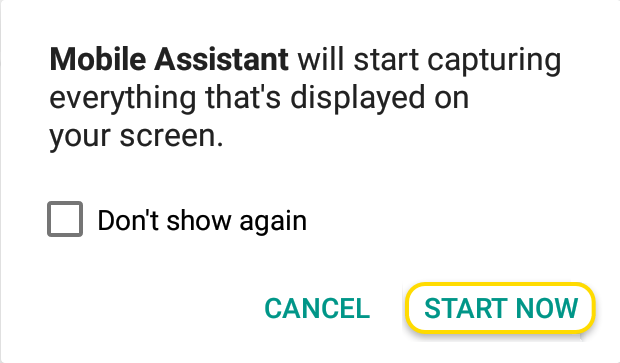 Mobile Assistant will start capturing
everything that's displayed on
your screen.
Don't show again
CANCEL START NOW